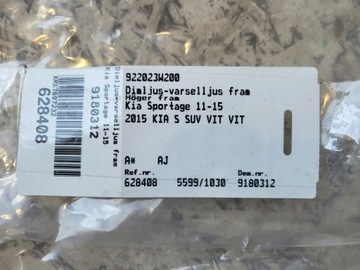 922023W200
Dimljus-varselljus fram
Höger fram
Kia Sportage 11-15
2015 KIA S SUV VIT VIT
A* AJ
Ref.nr. Dem.nr.
628408 5599/1030 9180312
Dimljus-varselljus fram
Kia Sportage 11-15
9180312
628408